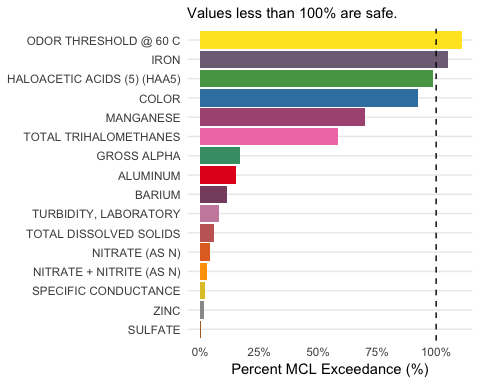 Values less than 100% are safe.
ODOR THRESHOLD @ 60 C
IRON
HALOACETIC ACIDS (5) (HAA5)
COLOR
MANGANESE
TOTAL TRIHALOMETHANES
GROSS ALPHA
ALUMINUM
BARIUM
TURBIDITY, LABORATORY
TOTAL DISSOLVED SOLIDS
NITRATE (AS N)
NITRATE + NITRITE (AS N)
SPECIFIC CONDUCTANCE
ZINC
SULFATE
0% 25% 50% 75% 100%
Percent MCL Exceedance (%)